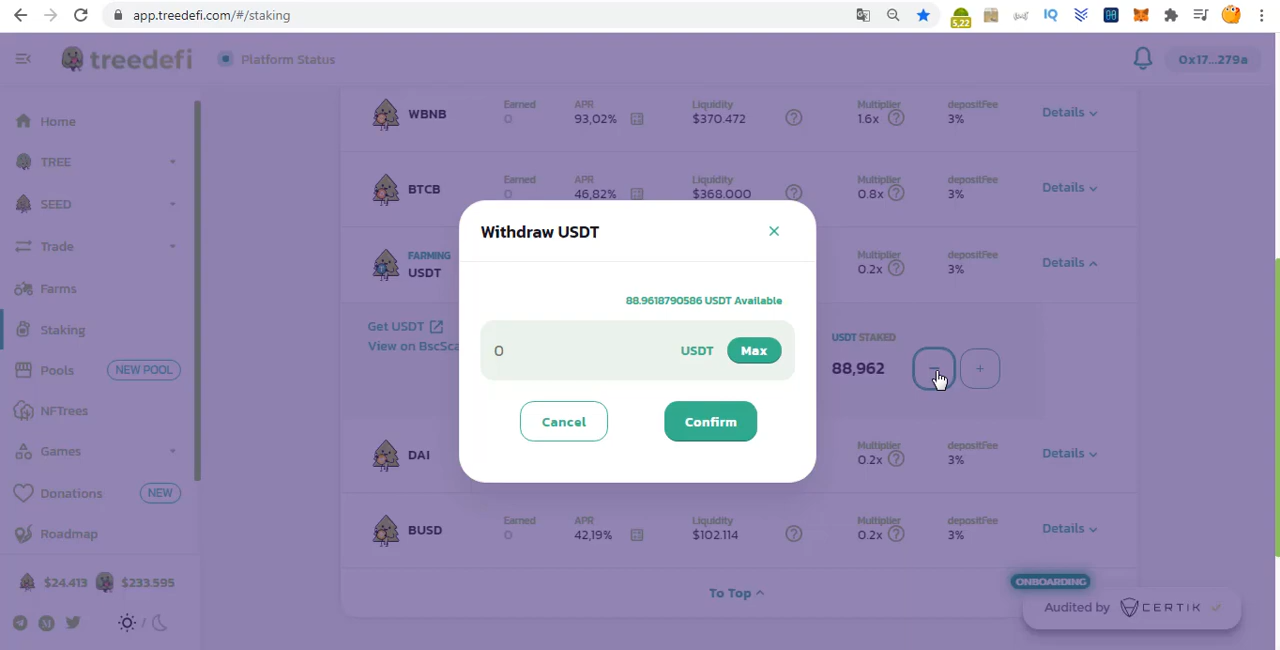 app.treedefi.com/#/staking
5,22
IQ
treedefi
Platform Status
0x17...279a
Home
TREE
SEED
Trade
Farms
Staking
Pools
NEW POOL
NFTrees
Games
Donations
NEW
Roadmap
$24.413
$233.595
WBNB
Earned
0
APR
93,02%
Liquidity
$370.472
Multiplier
1.6x
depositFee
3%
Details
BTCB
Earned
0
APR
46,82%
Liquidity
$368.000
Multiplier
0.8x
depositFee
3%
Details
FARMING
USDT
Multiplier
0.2x
depositFee
3%
Details
Get USDT
View on BscSca
USDT STAKED
88,962
Withdraw USDT
88.9618790586 USDT Available
0
USDT
Max
Cancel
Confirm
DAI
Multiplier
0.2x
depositFee
3%
Details
BUSD
Earned
0
APR
42,19%
Liquidity
$102.114
Multiplier
0.2x
depositFee
3%
Details
To Top
ONBOARDING
Audited by CERTIK